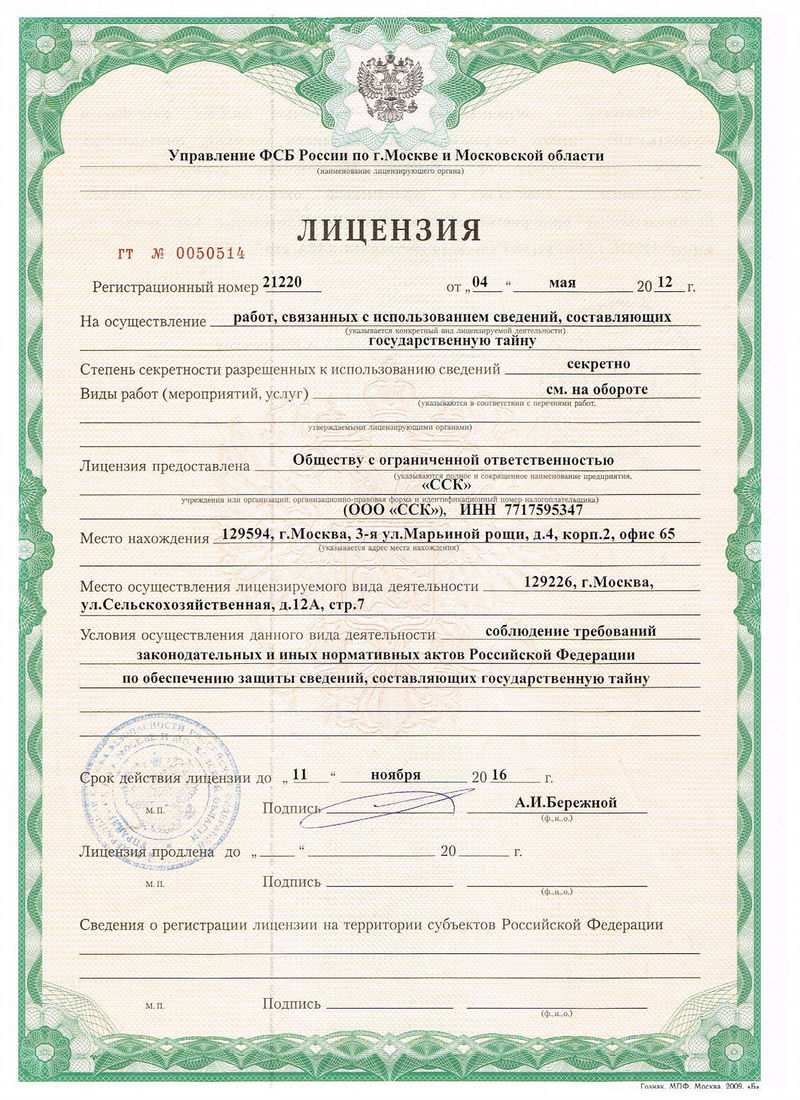 Управление ФСБ России по г.Москве и Московской области
(наименование лицензирующего органа)
ЛИЦЕНЗИЯ
ГТ № 0050514
Регистрационный номер 21220 от „04“ мая 2012 г.
На осуществление работ, связанных с использованием сведений, составляющих
(указывается конкретный вид лицензируемой деятельности)
государственную тайну
Степень секретности разрешенных к использованию сведений секретно
Виды работ (мероприятий, услуг) см. на обороте
(указываются в соответствии с перечнями работ,
утверждаемыми лицензирующими органами)
Лицензия предоставлена Обществу с ограниченной ответственностью
(указываются полное и сокращенное наименование предприятия,
«ССК»
учреждения или организации, организационно-правовая форма и идентификационный номер налогоплательщика)
(ООО «ССК»), ИНН 7717595347
Место нахождения 129594, г.Москва, 3-я ул.Марьиной рощи, д.4, корп.2, офис 65
(указывается адрес места нахождения)
Место осуществления лицензируемого вида деятельности 129226, г.Москва,
ул.Сельскохозяйственная, д.12А, стр.7
Условия осуществления данного вида деятельности соблюдение требований
законодательных и иных нормативных актов Российской Федерации
по обеспечению защиты сведений, составляющих государственную тайну
Срок действия лицензии до „11“ ноября 2016 г.
м.п. Подпись А.И.Бережной
(ф.,и.,о.)
Лицензия продлена до „ “ 20 г.
м.п. Подпись
(ф.,и.,о.)
Сведения о регистрации лицензии на территории субъектов Российской Федерации
м.п. Подпись
(ф.,и.,о.)
Гознак. МПФ. Москва. 2009. «Б».